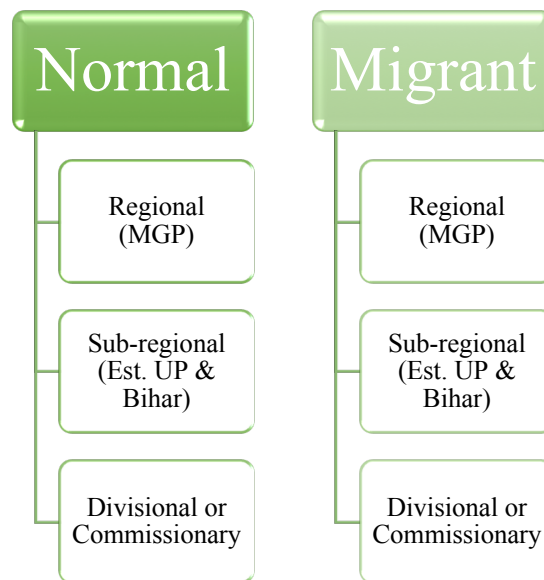 Normal
Regional
(MGP)
Sub-regional
(Est. UP &
Bihar)
Divisional or
Commissionary
Migrant
Regional
(MGP)
Sub-regional
(Est. UP &
Bihar)
Divisional or
Commissionary